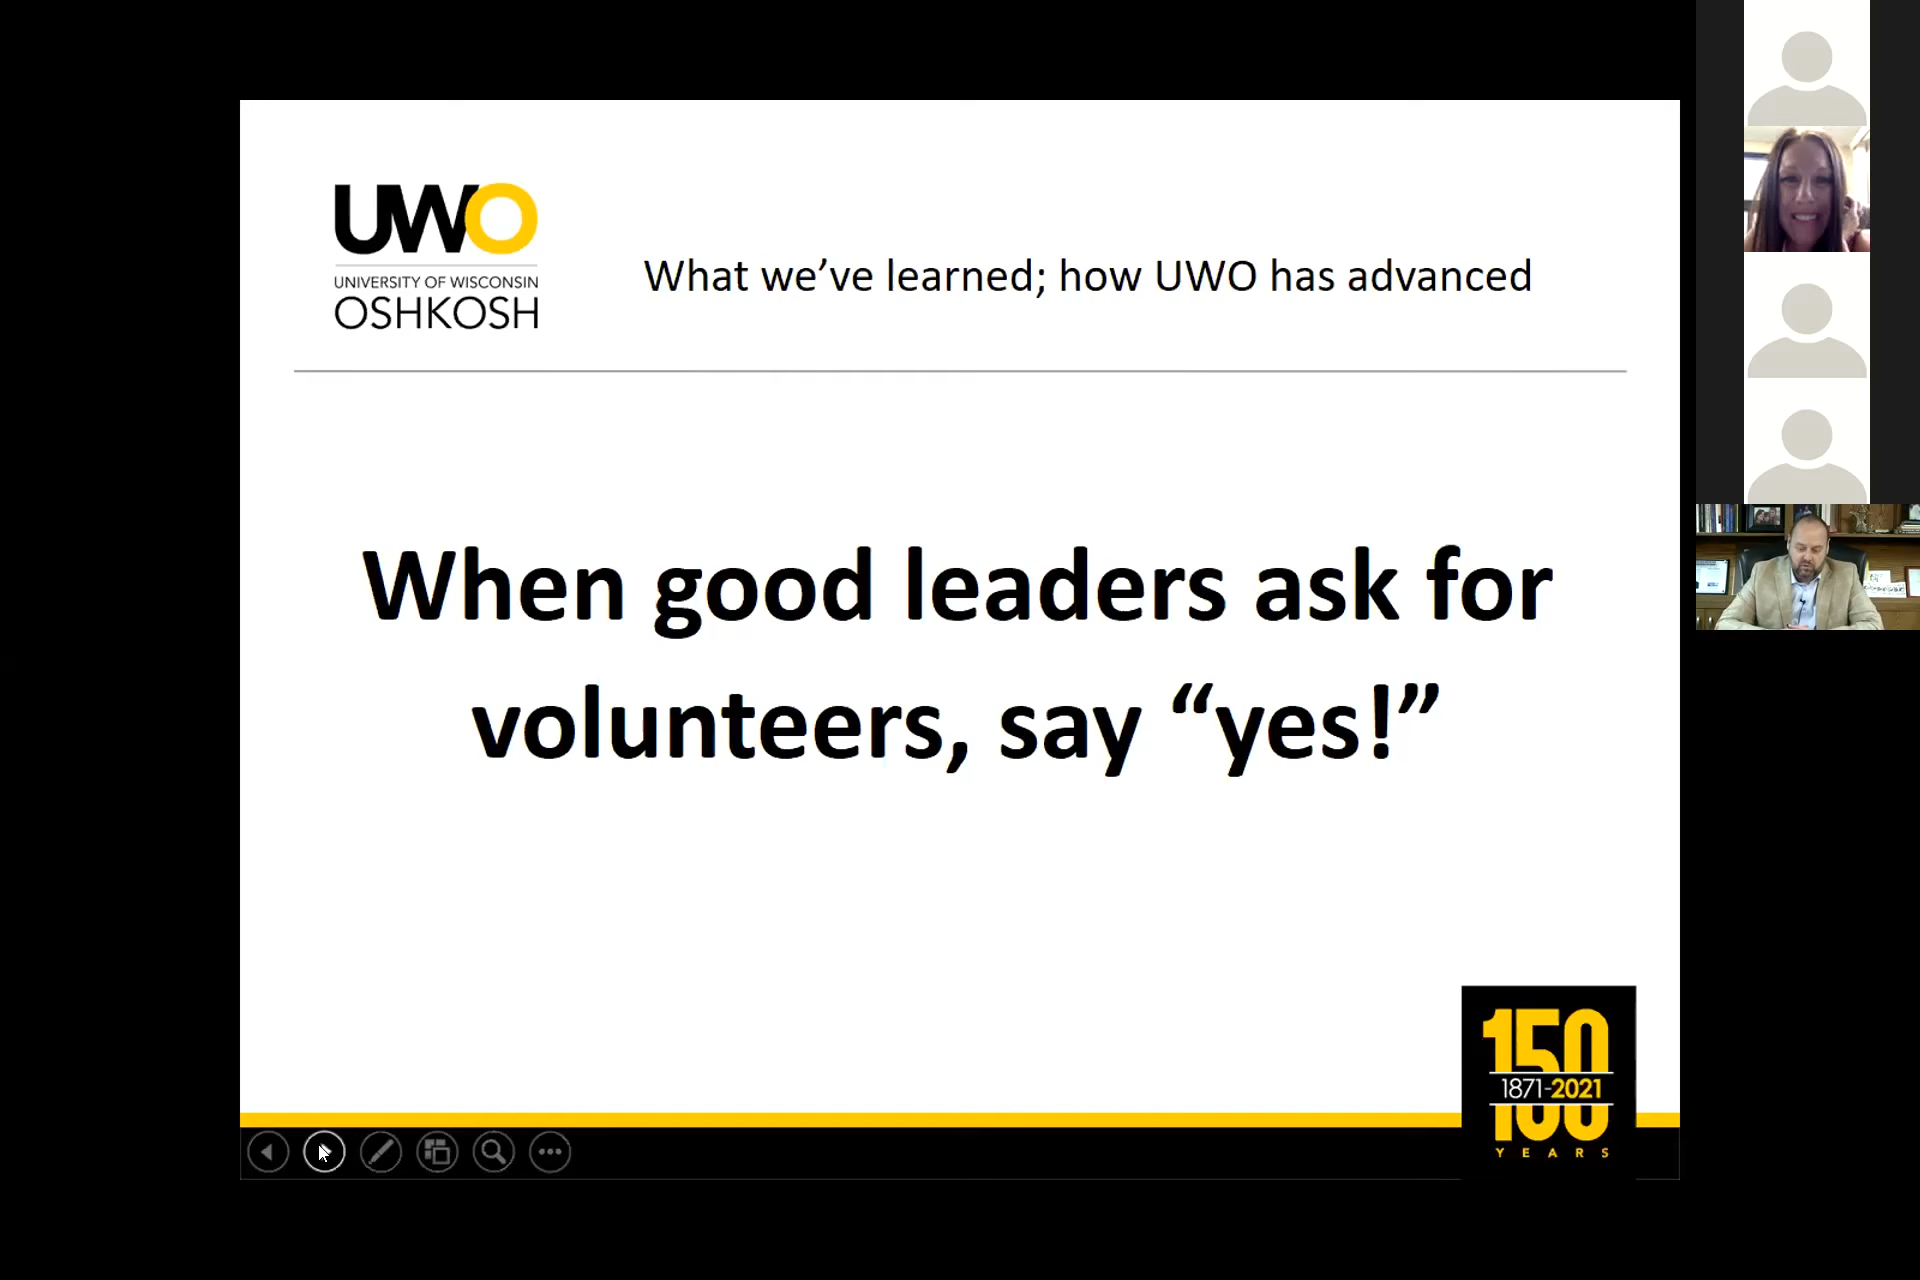 UWO
UNIVERSITY OF WISCONSIN
OSHKOSH
What we’ve learned; how UWO has advanced
When good leaders ask for
volunteers, say “yes!”
150
1871-2021
YEARS